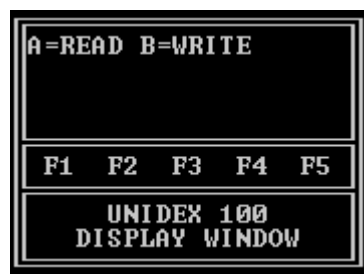 A=READ B=WRITE
F1 F2 F3 F4 F5
UNIDEX 100
DISPLAY WINDOW